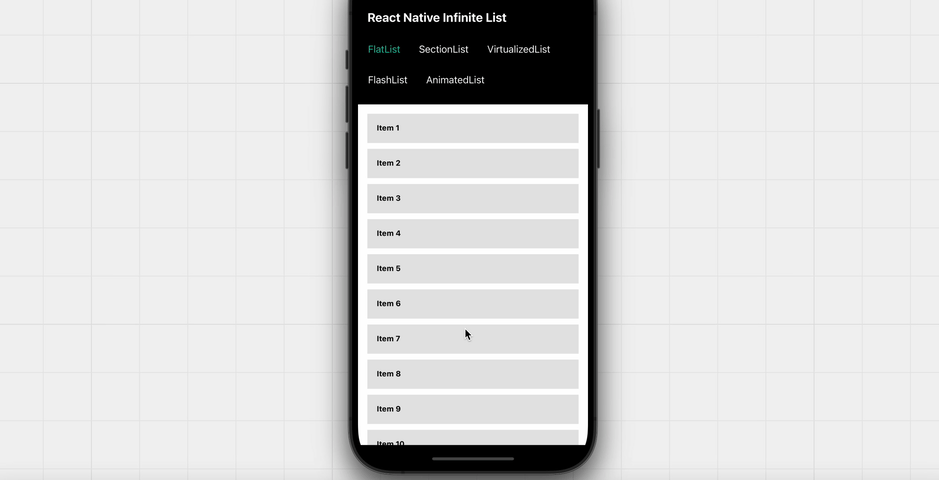 React Native Infinite List
FlatList SectionList VirtualizedList
FlashList AnimatedList
Item 1
Item 2
Item 3
Item 4
Item 5
Item 6
Item 7
Item 8
Item 9
Item 10